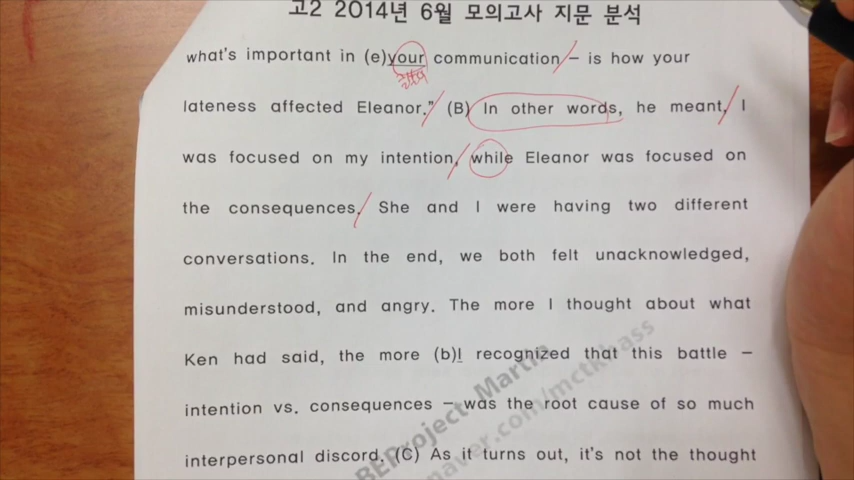 고2 2014년 6월 모의고사 지문 분석
what's important in (e)your communication – is how your
lateness affected Eleanor." (B) In other words, he meant, I
was focused on my intention, while Eleanor was focused on
the consequences. She and I were having two different
conversations. In the end, we both felt unacknowledged,
misunderstood, and angry. The more I thought about what
Ken had said, the more (b)I recognized that this battle –
intention vs. consequences – was the root cause of so much
interpersonal discord. (C) As it turns out, it's not the thought
BEProject Martin
naver.com/mctkbass